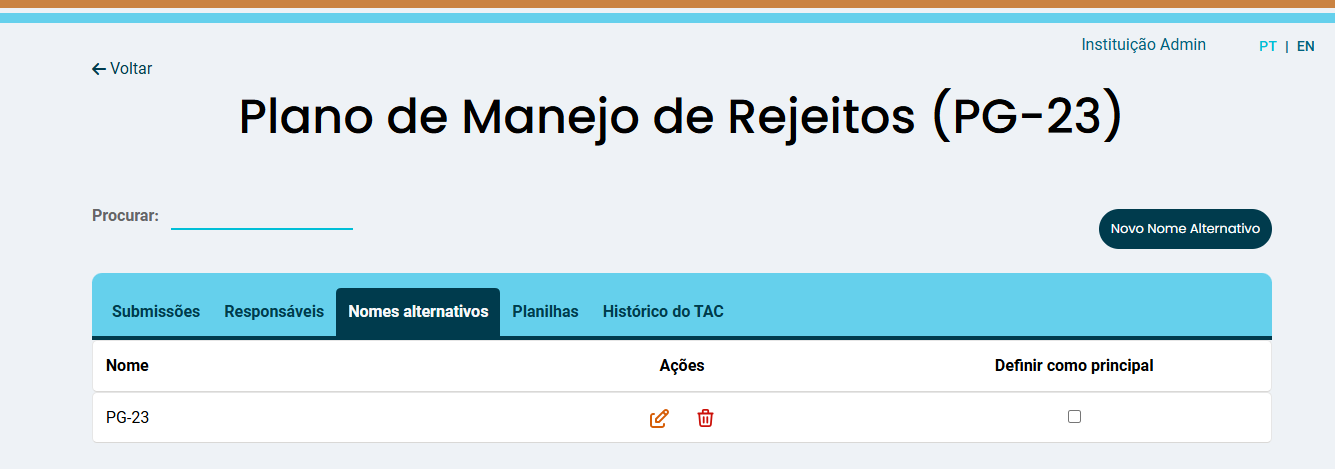 Instituição Admin PT | EN
Voltar
Plano de Manejo de Rejeitos (PG-23)
Procurar: Novo Nome Alternativo
Submissões Responsáveis Nomes alternativos Planilhas Histórico do TAC
Nome Ações Definir como principal
PG-23